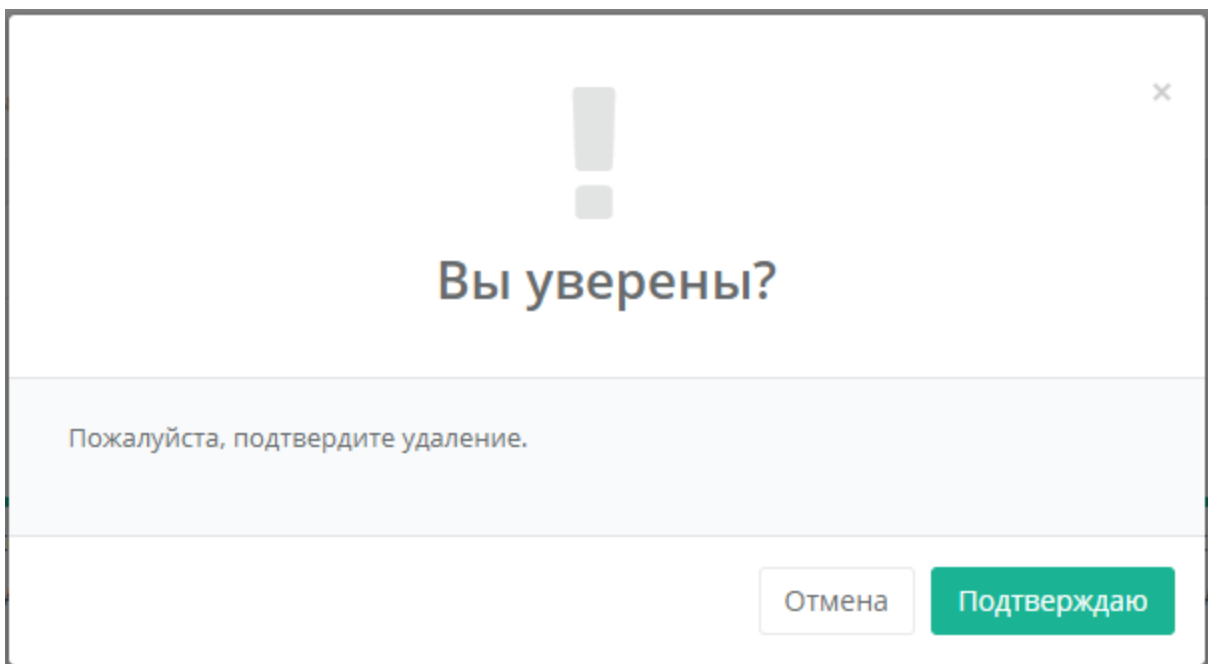 ×
Вы уверены?
Пожалуйста, подтвердите удаление.
Отмена
Подтверждаю